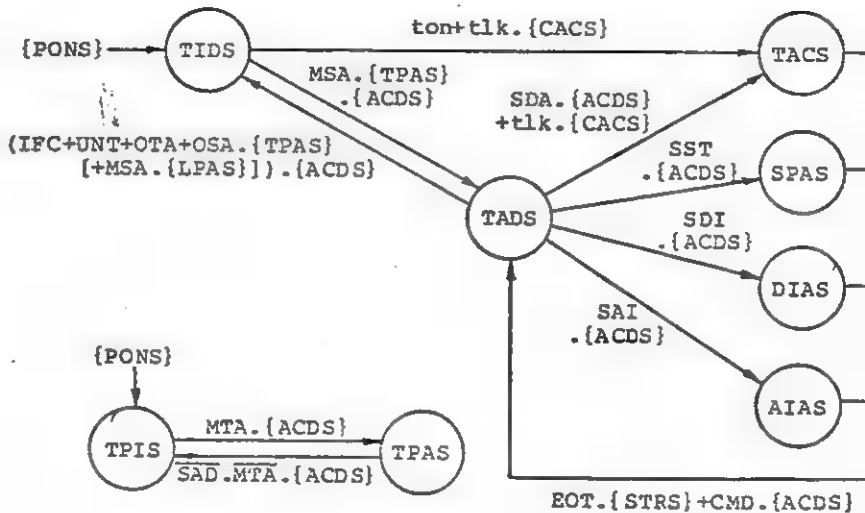 ton+tlk.{CACS}
{PONS}
TIDS
TACS
MSA.{TPAS}
.{ACDS}
SDA.{ACDS}
+tlk.{CACS}
(IFC+UNT+OTA+OSA.{TPAS}
[+MSA.{LPAS}]).{ACDS}
SST
.{ACDS}
SPAS
TADS
SDI
.{ACDS}
DIAS
SAI
.{ACDS}
{PONS}
AIAS
MTA.{ACDS}
TPIS
TPAS
S̅A̅D̅.M̅T̅A̅.{ACDS}
EOT.{STRS}+CMD.{ACDS}